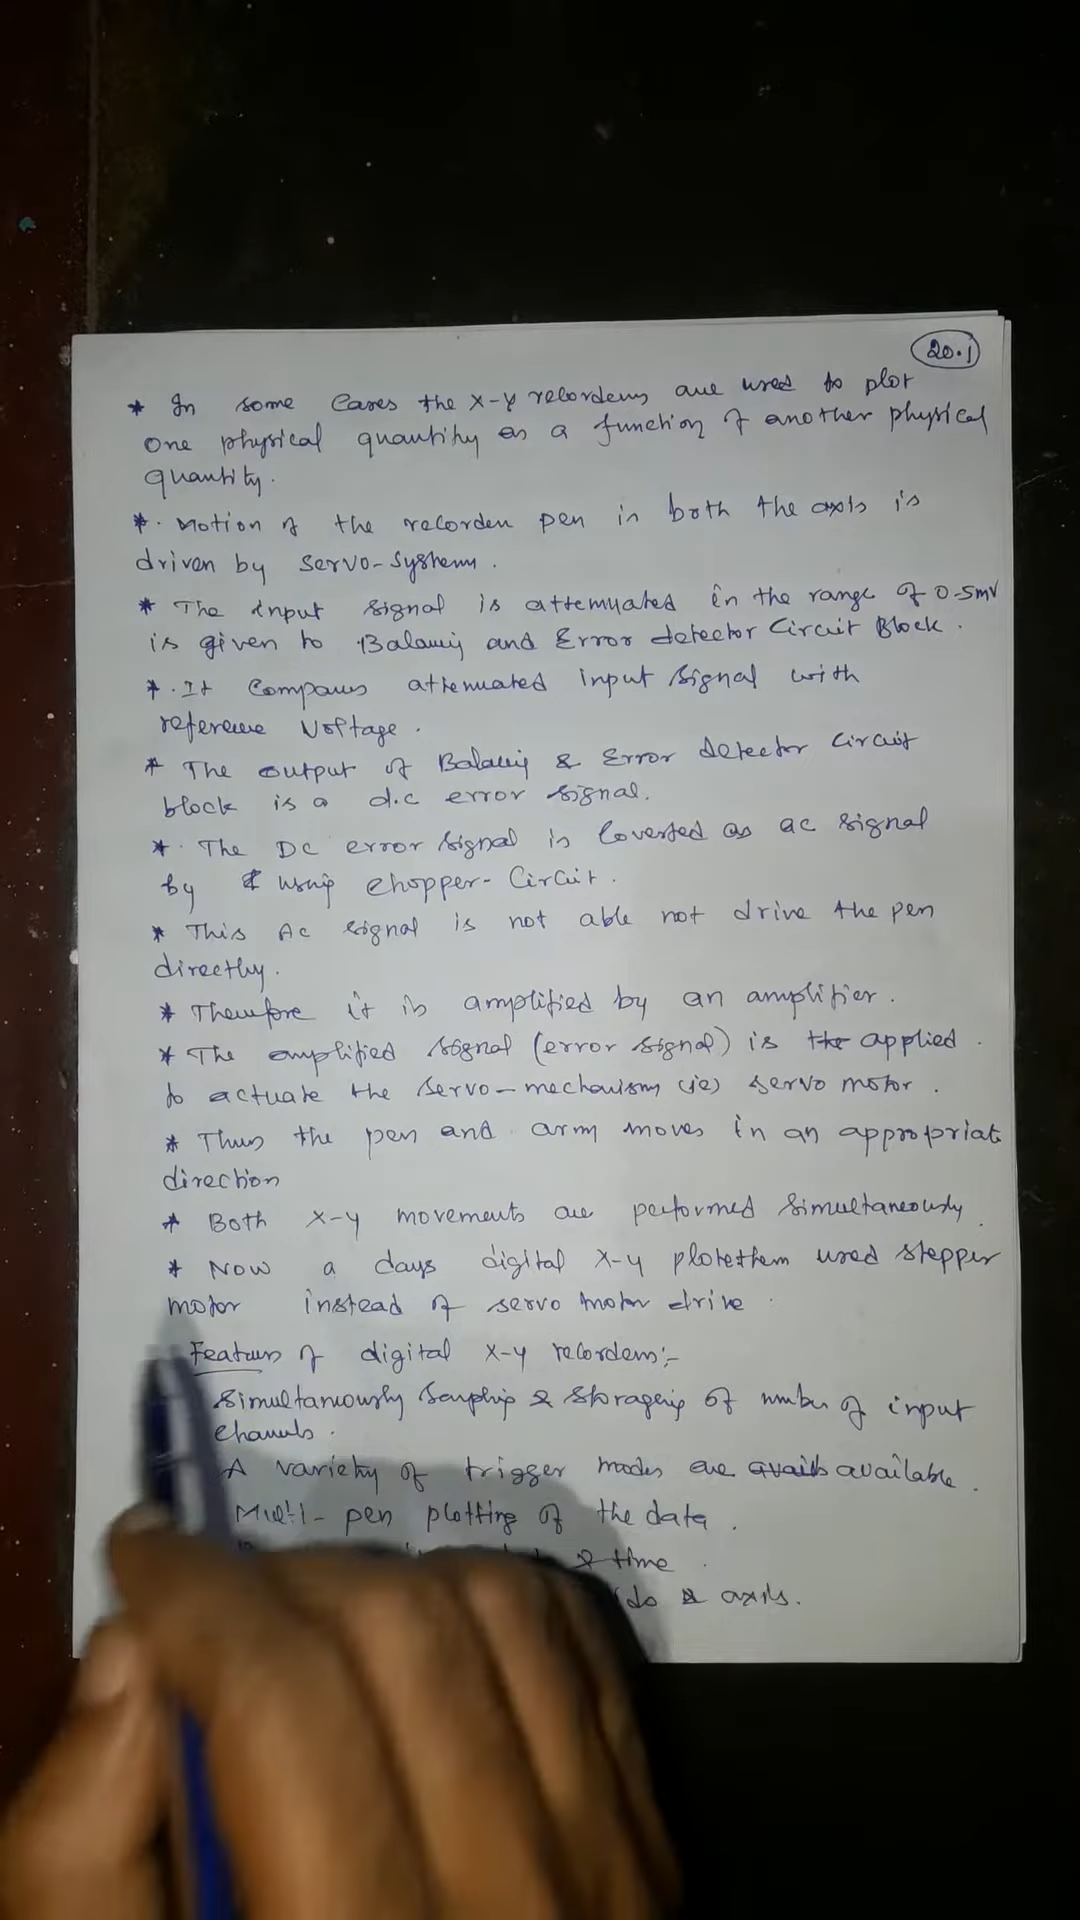 20.1
* In some Cases the X-Y recorders are used to plot
one physical quantity as a function of another physical
quantity.
*. Motion of the recorder pen in both the axis is
driven by servo-systems.
* The input signal is attenuated in the range of 0.5mV
is given to Balancing and Error detector Circuit Block.
*. It Compares attenuated input signal with
reference Voltage.
* The output of Balancing & Error detector Circuit
block is a d.c error signal.
*. The DC error signal is Coverted as ac signal
by using chopper-Circuit.
* This AC signal is not able not drive the pen
directly.
* Therefore it is amplified by an amplifier.
* The amplified signal (error signal) is applied.
to actuate the servo-mechanism (ie) servo motor.
* Thus the pen and arm moves in an appropriate
direction
* Both X-Y movements are performed simultaneously.
* Now a days digital X-Y used stepper
motor instead of servo motor drive
Features of digital X-Y recorders:-
Simultaneously Sampling & Storageing of number of input
channels.
A variety of trigger modes are available.
Multi-pen plotting of the data.
& time
axis.